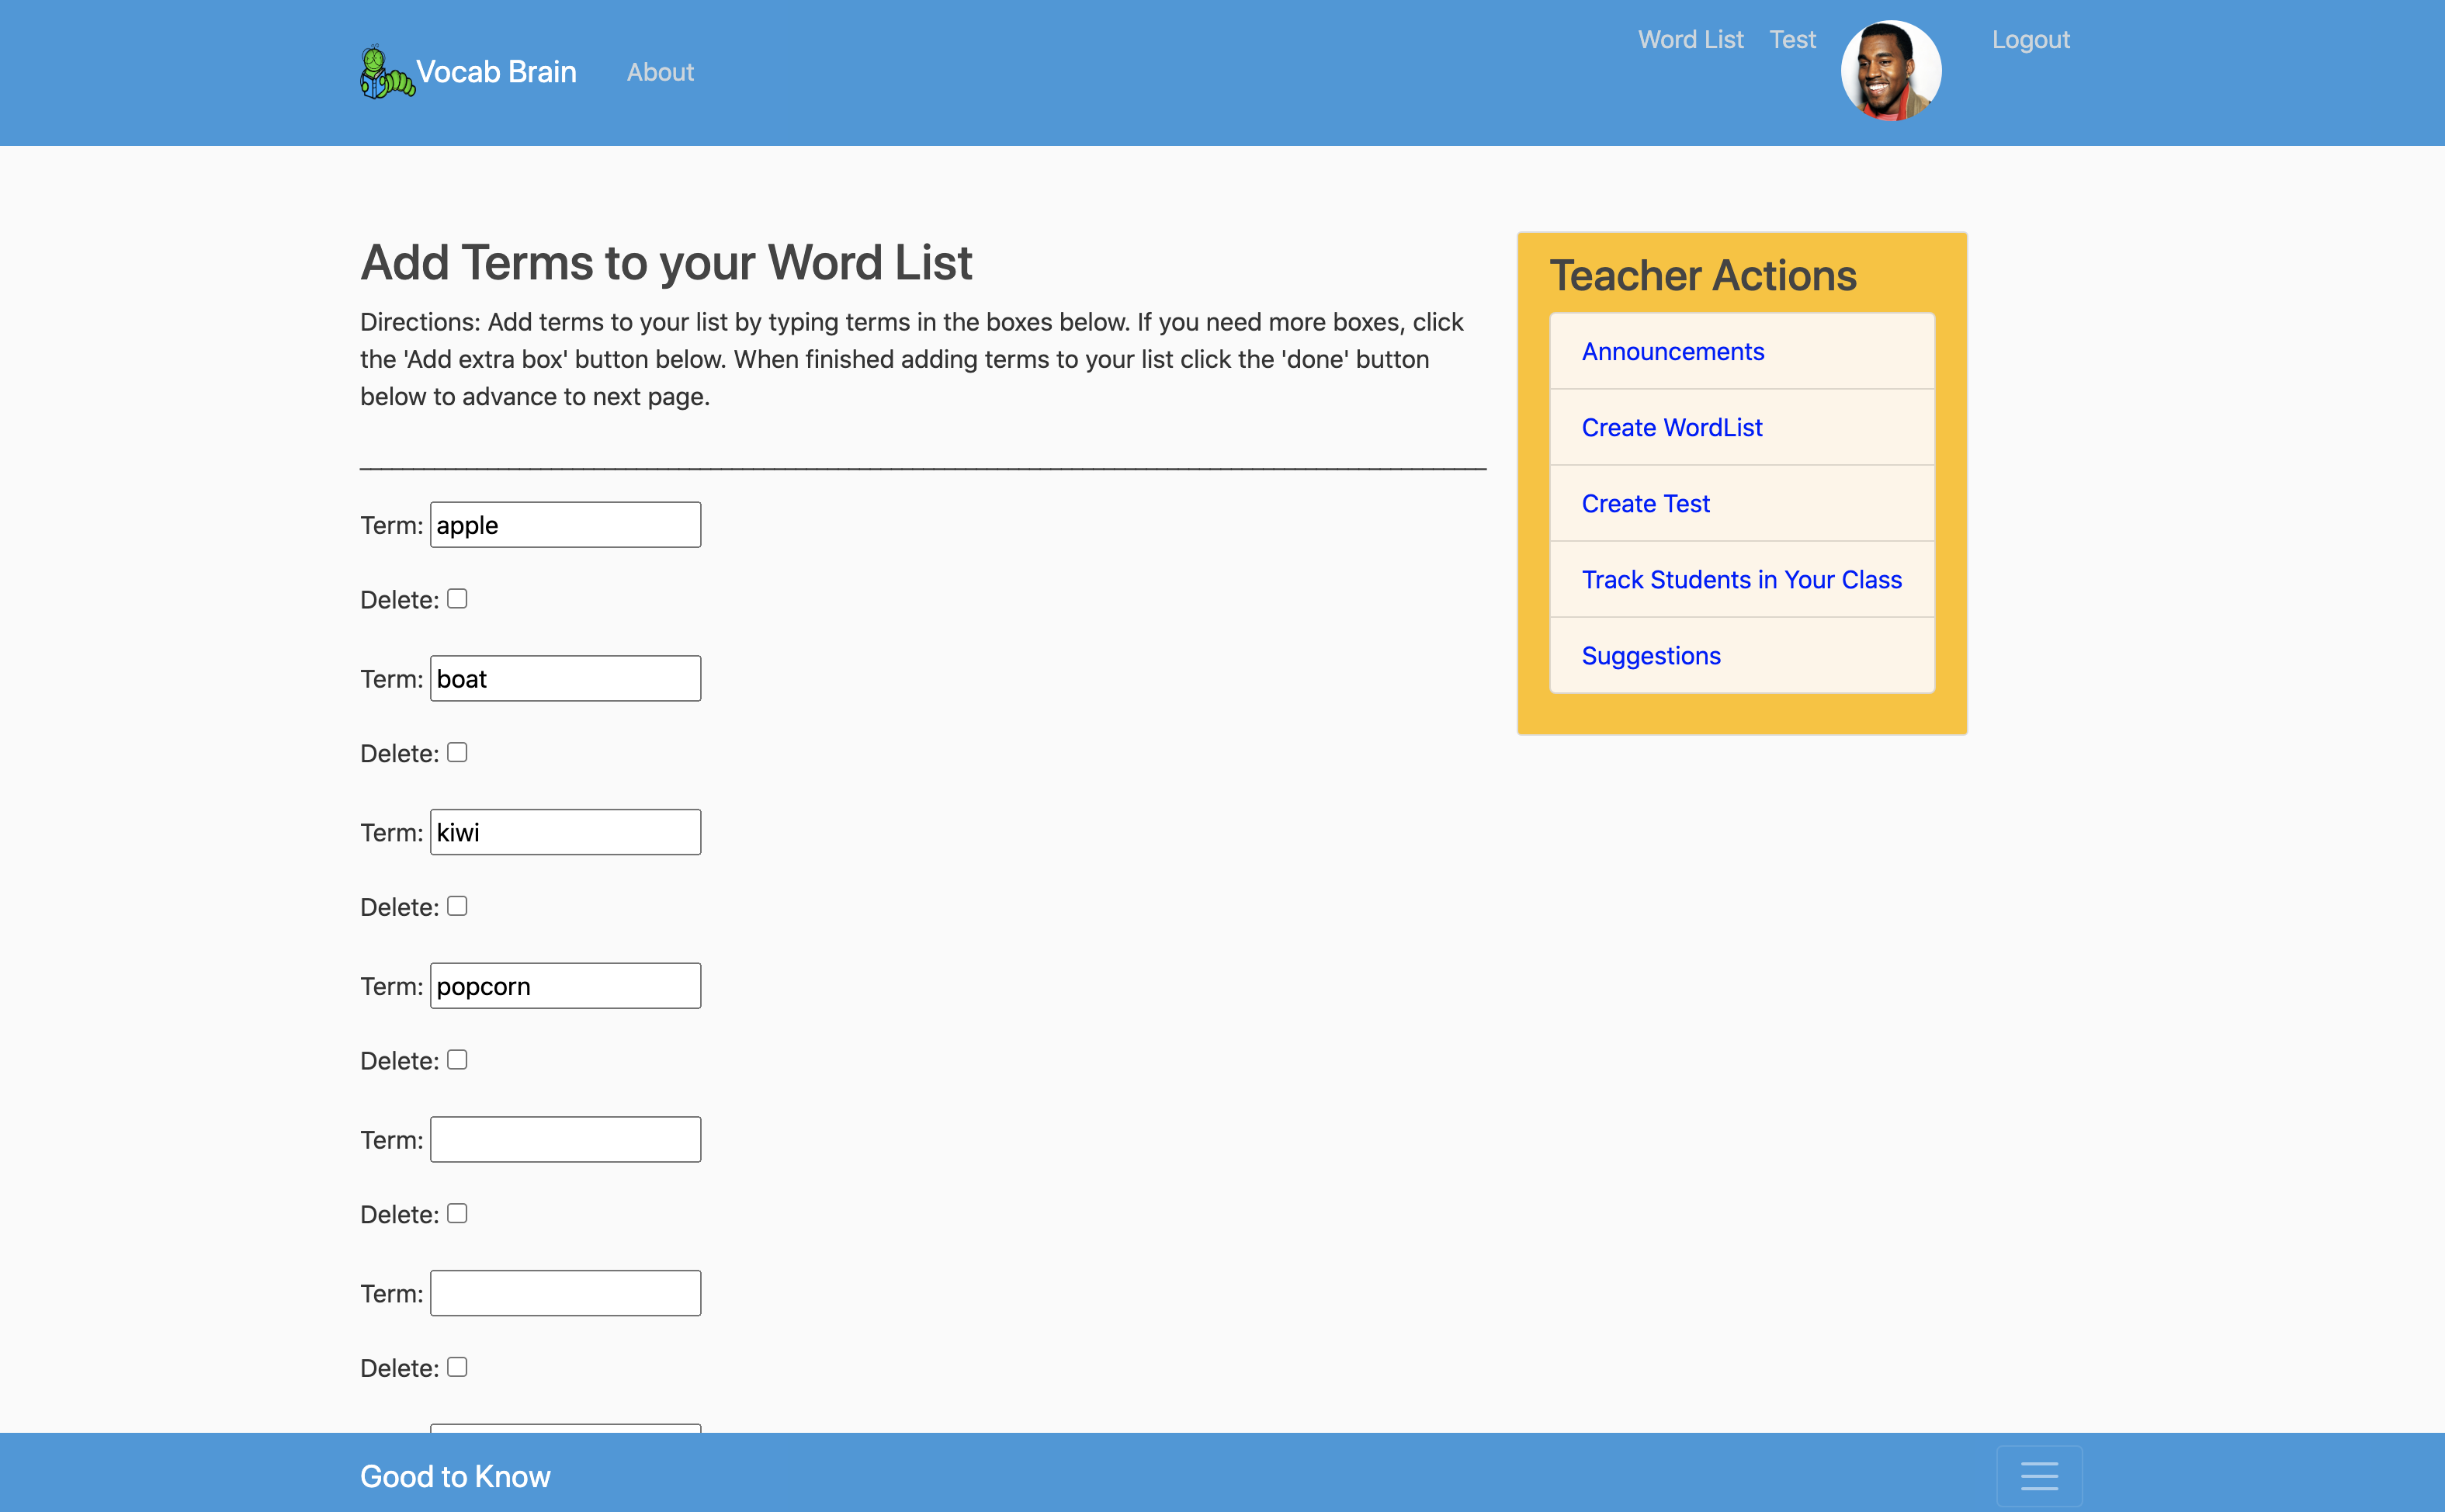 Vocab Brain
About
Word List
Test
Logout
Add Terms to your Word List
Directions: Add terms to your list by typing terms in the boxes below. If you need more boxes, click
the 'Add extra box' button below. When finished adding terms to your list click the 'done' button
below to advance to next page.
Term: apple
Delete:
Term: boat
Delete:
Term: kiwi
Delete:
Term: popcorn
Delete:
Term:
Delete:
Term:
Delete:
Teacher Actions
Announcements
Create WordList
Create Test
Track Students in Your Class
Suggestions
Good to Know